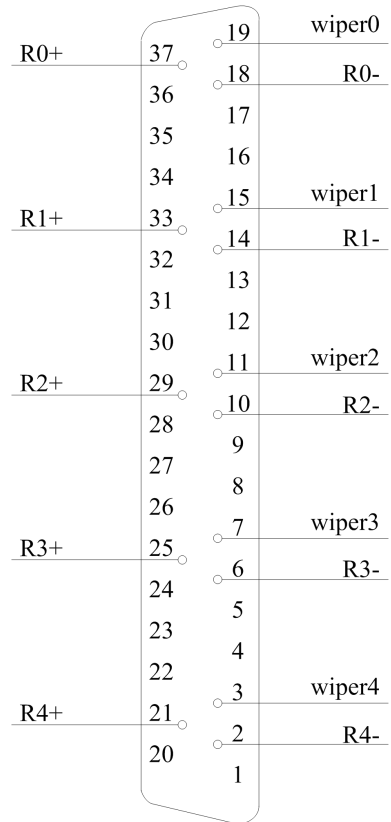 19 wiper0
R0+ 37
18 R0-
36
17
35
16
34
15 wiper1
R1+ 33
14 R1-
32
13
31
12
30
11 wiper2
R2+ 29
10 R2-
28
9
27
8
26
7 wiper3
R3+ 25
6 R3-
24
5
23
4
22
3 wiper4
R4+ 21
2 R4-
20
1